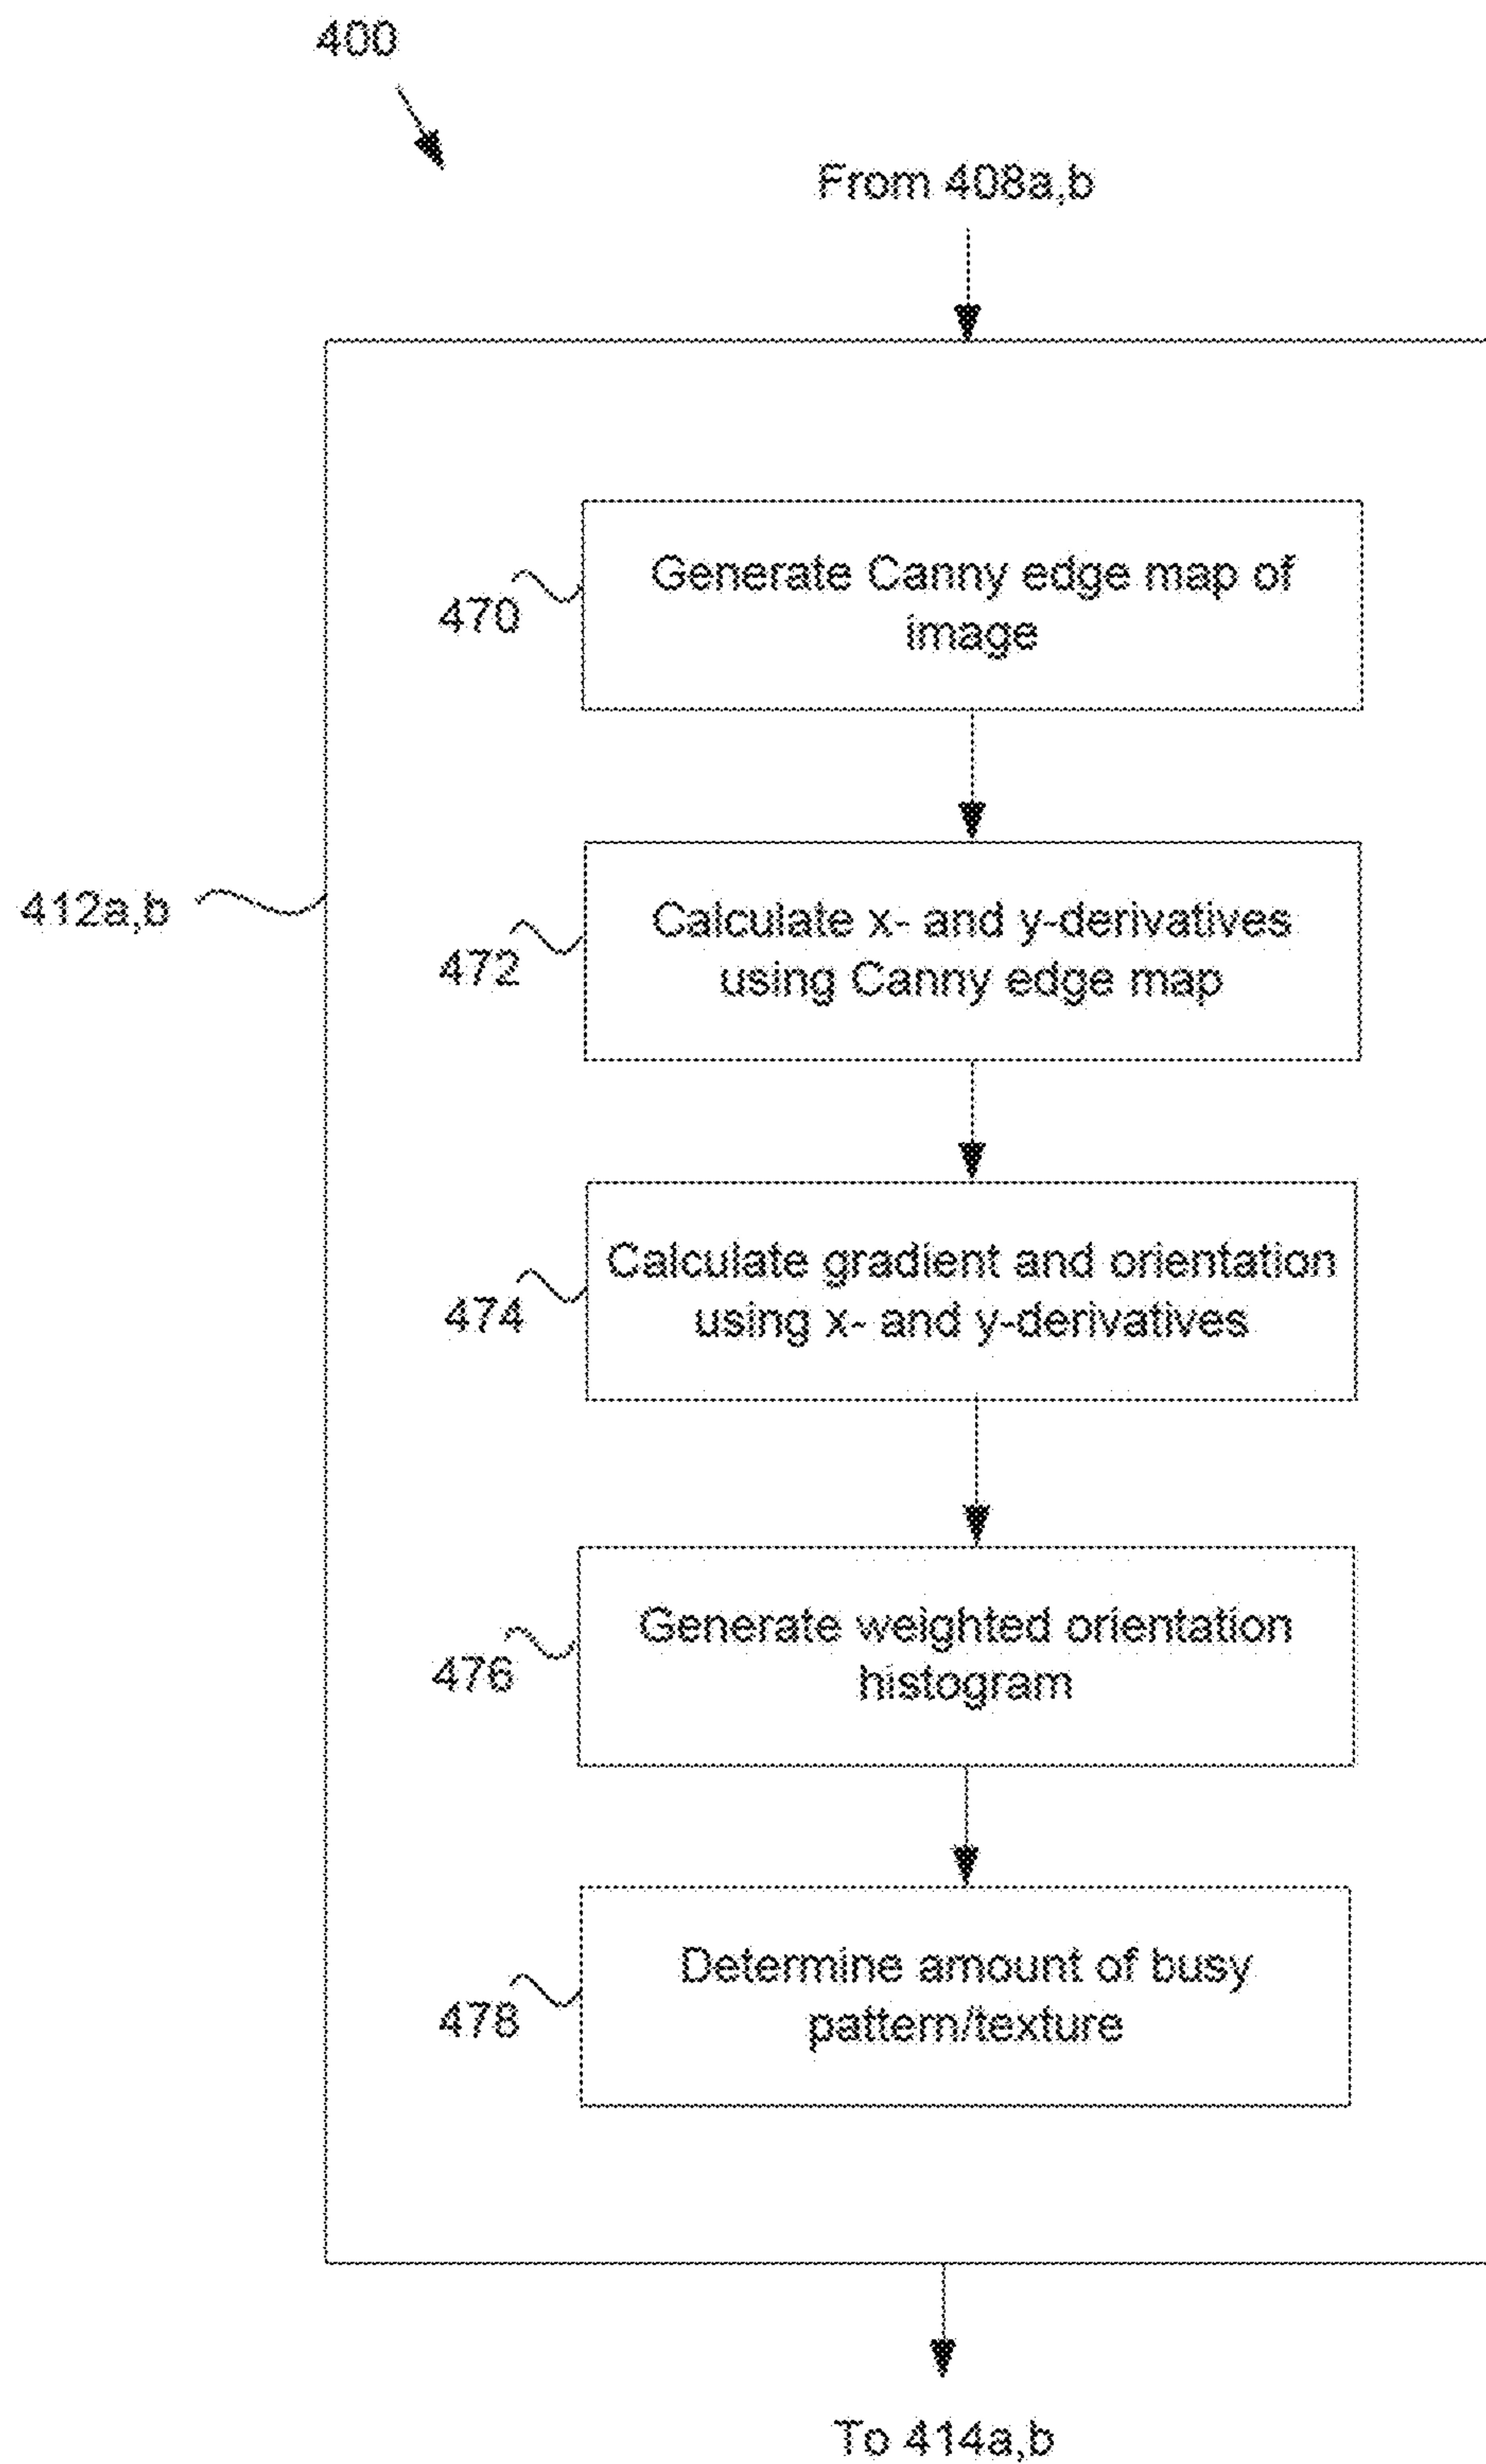 400
From 408a,b
Generate Canny edge map of
image
470
412a,b
Calculate x- and y-derivatives
using Canny edge map
472
Calculate gradient and orientation
using x- and y-derivatives
474
Generate weighted orientation
histogram
476
Determine amount of busy
pattern/texture
478
To 414a,b